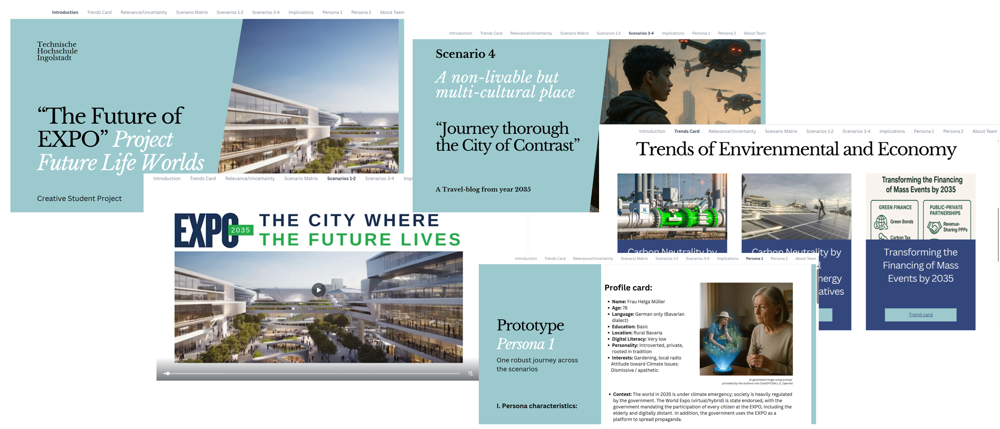 Introduction Trends Card Relevance/Uncertainty Scenario Matrix Scenarios 1-2 Scenarios 3-4 Implications Persona 1 Persona 2 About Team
Technische
Hochschule
Ingolstadt
“The Future of
EXPO” Project
Future Life Worlds
Creative Student Project
Introduction Trends Card Relevance/Uncertainty Scenario Matrix Scenarios 1-2 Scenarios 3-4 Implications Persona 1 Persona 2 About Team
Scenario 4
A non-livable but
multi-cultural place
“Journey thorough
the City of Contrast”
A Travel-blog from year 2035
Introduction Trends Card Relevance/Uncertainty Scenario Matrix Scenarios 1-2 Scenarios 3-4 Implications Persona 1 Persona 2 About Team
Trends of Envirenmental and Economy
H₂
Carbon Neutrality by
Carbon Neutrality by
l
nergy
atives
Transforming the Financing
of Mass Events by 2035
GREEN FINANCE
Green Bonds
Carbon Tax
PUBLIC-PRIVATE
PARTNERSHIPS
Revenue-
Sharing PPPs
Transforming the
Financing of Mass
Events by 2035
Trend card
Introduction Trends Card Relevance/Uncertainty Scenario Matrix Scenarios 1-2 Scenarios 3-4 Impl
EXPO 2035 THE CITY WHERE
THE FUTURE LIVES
Introduction Trends Card Relevance/Uncertainty Scenario Matrix Scenarios 1-2 Scenarios 3-4 Implications Persona 1 Persona 2 About Team
Prototype
Persona 1
One robust journey across
the scenarios
I. Persona characteristics:
Profile card:
Name: Frau Helga Müller
Age: 78
Language: German only (Bavarian
dialect)
Education: Basic
Location: Rural Bavaria
Digital Literacy: Very low
Personality: Introverted, private,
rooted in tradition
Interests: Gardening, local radio
Attitude toward Climate Issues:
Dismissive / apathetic
AI-generated image using prompt
provided by the authors (via ChatGPT/DALL·E, OpenAI)
Context: The world in 2035 is under climate emergency; society is heavily regulated
by the government. The World Expo (virtual/hybrid) is state endorsed, with the
government mandating the participation of every citizen at the EXPO, including the
elderly and digitally distant. In addition, the government uses the EXPO as a
platform to spread propaganda.